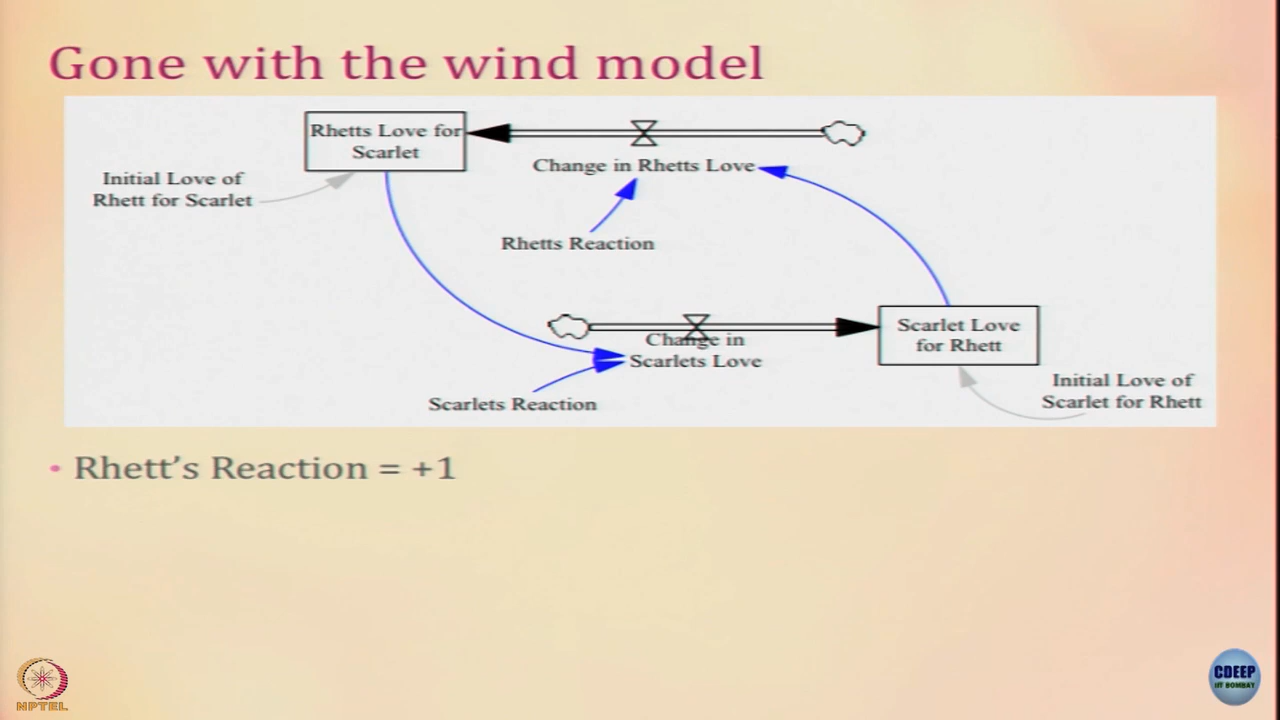 Gone with the wind model
Rhetts Love for
Scarlet
Change in Rhetts Love
Initial Love of
Rhett for Scarlet
Rhetts Reaction
Change in
Scarlets Love
Scarlet Love
for Rhett
Scarlets Reaction
Initial Love of
Scarlet for Rhett
• Rhett's Reaction = +1
NPTEL
CDEEP
IIT BOMBAY